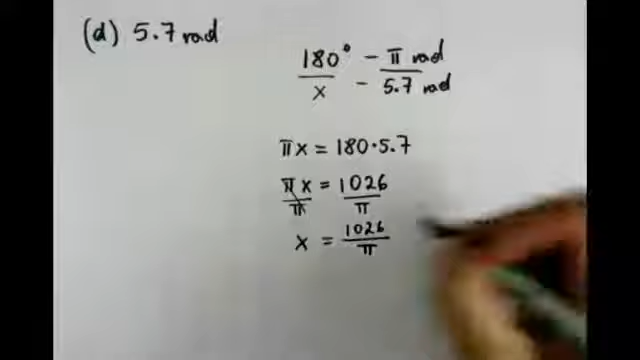 (d) 5.7 rad
180° – π rad
x – 5.7 rad
πx = 180·5.7
πx = 1026
π π
x = 1026
π